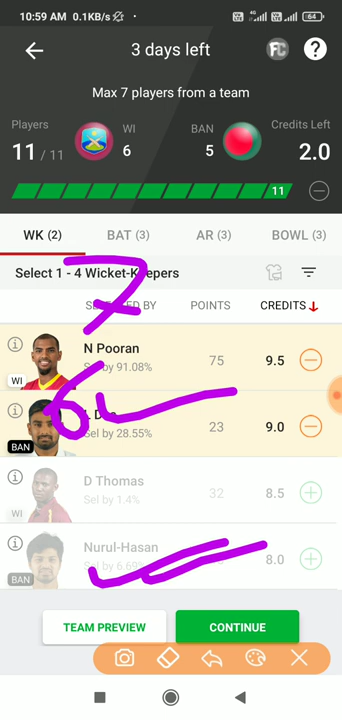 10:59 AM 0.1KB/s 4G 64
3 days left FC ?
Max 7 players from a team
Players WI BAN Credits Left
11 / 11 6 5 2.0
11
WK (2) BAT (3) AR (3) BOWL (3)
Select 1 - 4 Wicket-Keepers
BY POINTS CREDITS
7
N Pooran
Sel by 91.08% 75 9.5
WI
6
Sel by 28.55% 23 9.0
BAN
D Thomas
Sel by 1.4% 32 8.5
WI
Nurul-Hasan
8.0
BAN
TEAM PREVIEW CONTINUE